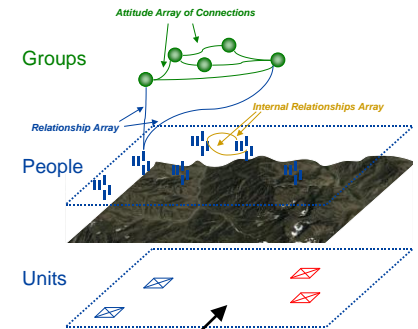 Attitude Array of Connections
Groups
Internal Relationships Array
Relationship Array
People
Units